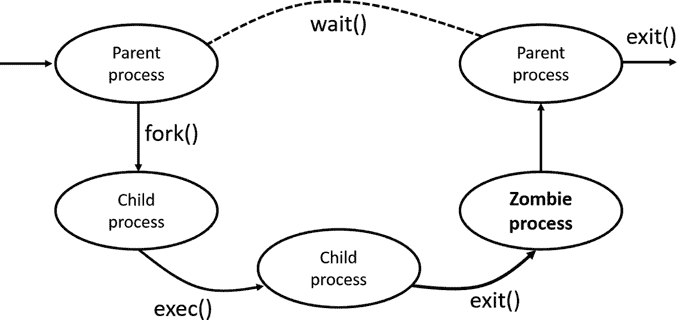 wait()
exit()
Parent
process
Parent
process
fork()
Child
process
Zombie
process
Child
process
exec()
exit()